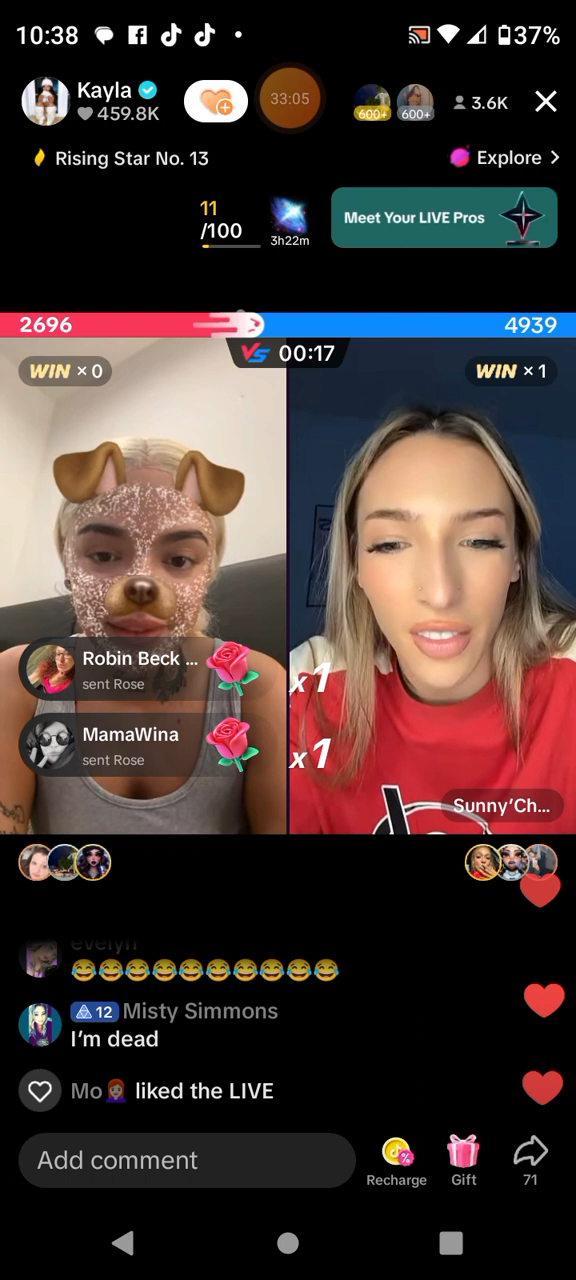 10:38
37%
Kayla
459.8K
33:05
600+
600+
3.6K
Rising Star No. 13
Explore
11
/100
3h22m
Meet Your LIVE Pros
2696
4939
VS 00:17
WIN × 0
WIN × 1
Robin Beck ...
sent Rose
x1
MamaWina
sent Rose
x1
Sunny'Ch...
evelyn
😂😂😂😂😂😂😂😂😂😂
12 Misty Simmons
I'm dead
Mo👩🏽‍🦰 liked the LIVE
Add comment
Recharge
Gift
71